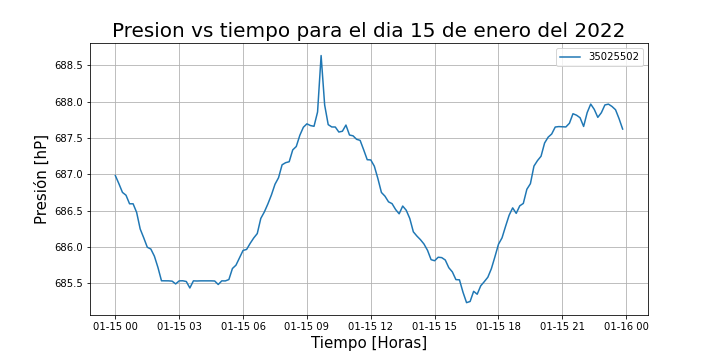 Presion vs tiempo para el dia 15 de enero del 2022
35025502
688.5
688.0
687.5
687.0
686.5
686.0
685.5
Presión [hP]
01-15 00 01-15 03 01-15 06 01-15 09 01-15 12 01-15 15 01-15 18 01-15 21 01-16 00
Tiempo [Horas]